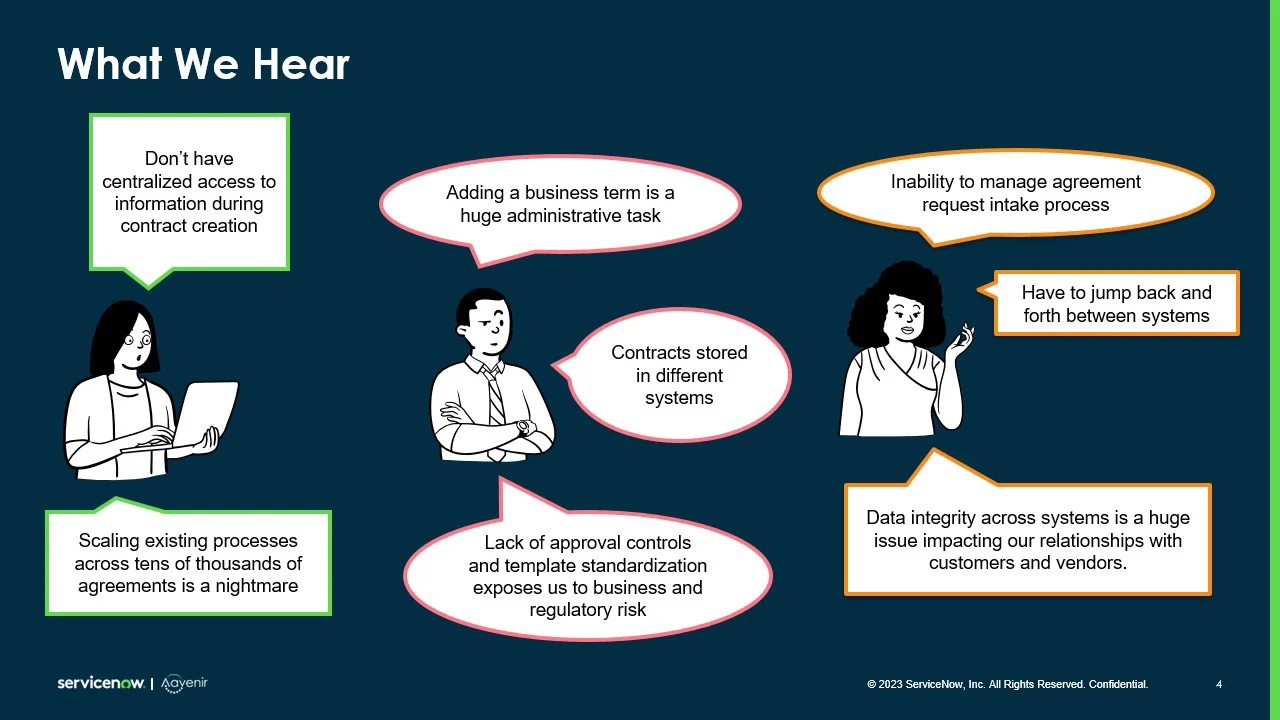 What We Hear
Don’t have
centralized access to
information during
contract creation
Adding a business term is a
huge administrative task
Inability to manage agreement
request intake process
Have to jump back and
forth between systems
Contracts stored
in different
systems
Scaling existing processes
across tens of thousands of
agreements is a nightmare
Lack of approval controls
and template standardization
exposes us to business and
regulatory risk
Data integrity across systems is a huge
issue impacting our relationships with
customers and vendors.
servicenow. | Aayenir
© 2023 ServiceNow, Inc. All Rights Reserved. Confidential.
4